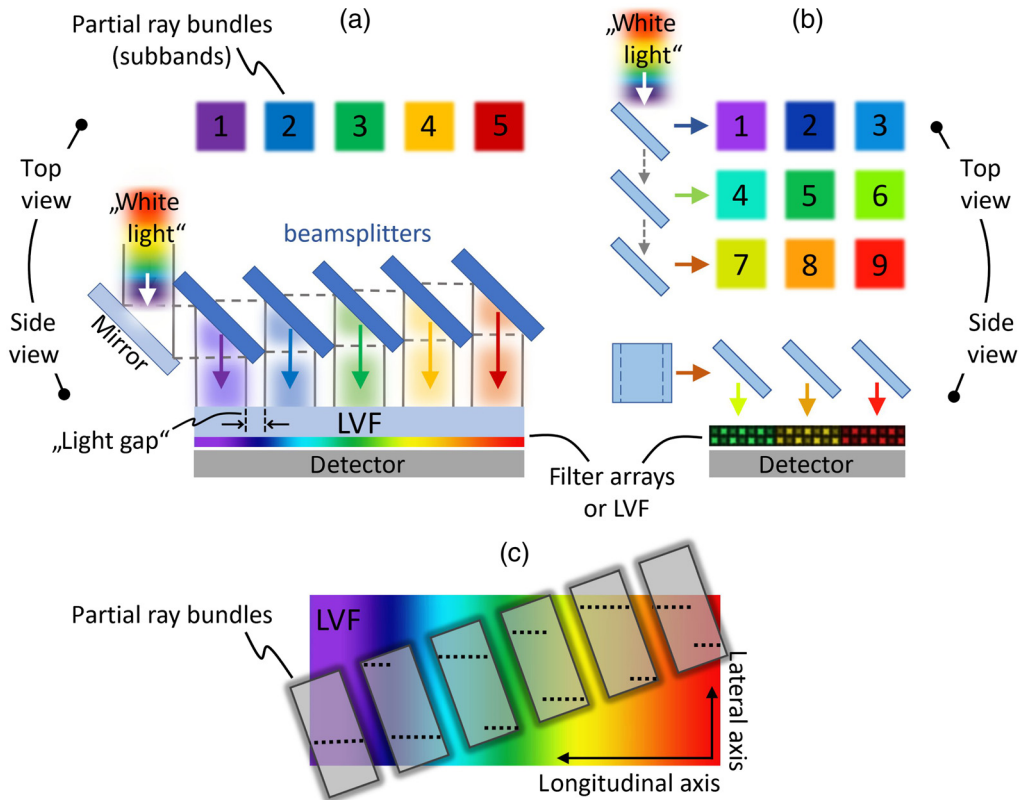 (a)
Partial ray bundles
(subbands)
1 2 3 4 5
Top
view
„White
light“
beamsplitters
Side
view
Mirror
„Light gap“
LVF
Detector
Filter arrays
or LVF
(b)
„White
light“
1 2 3
4 5 6
7 8 9
Top
view
Side
view
Detector
(c)
Partial ray bundles
LVF
Lateral axis
Longitudinal axis